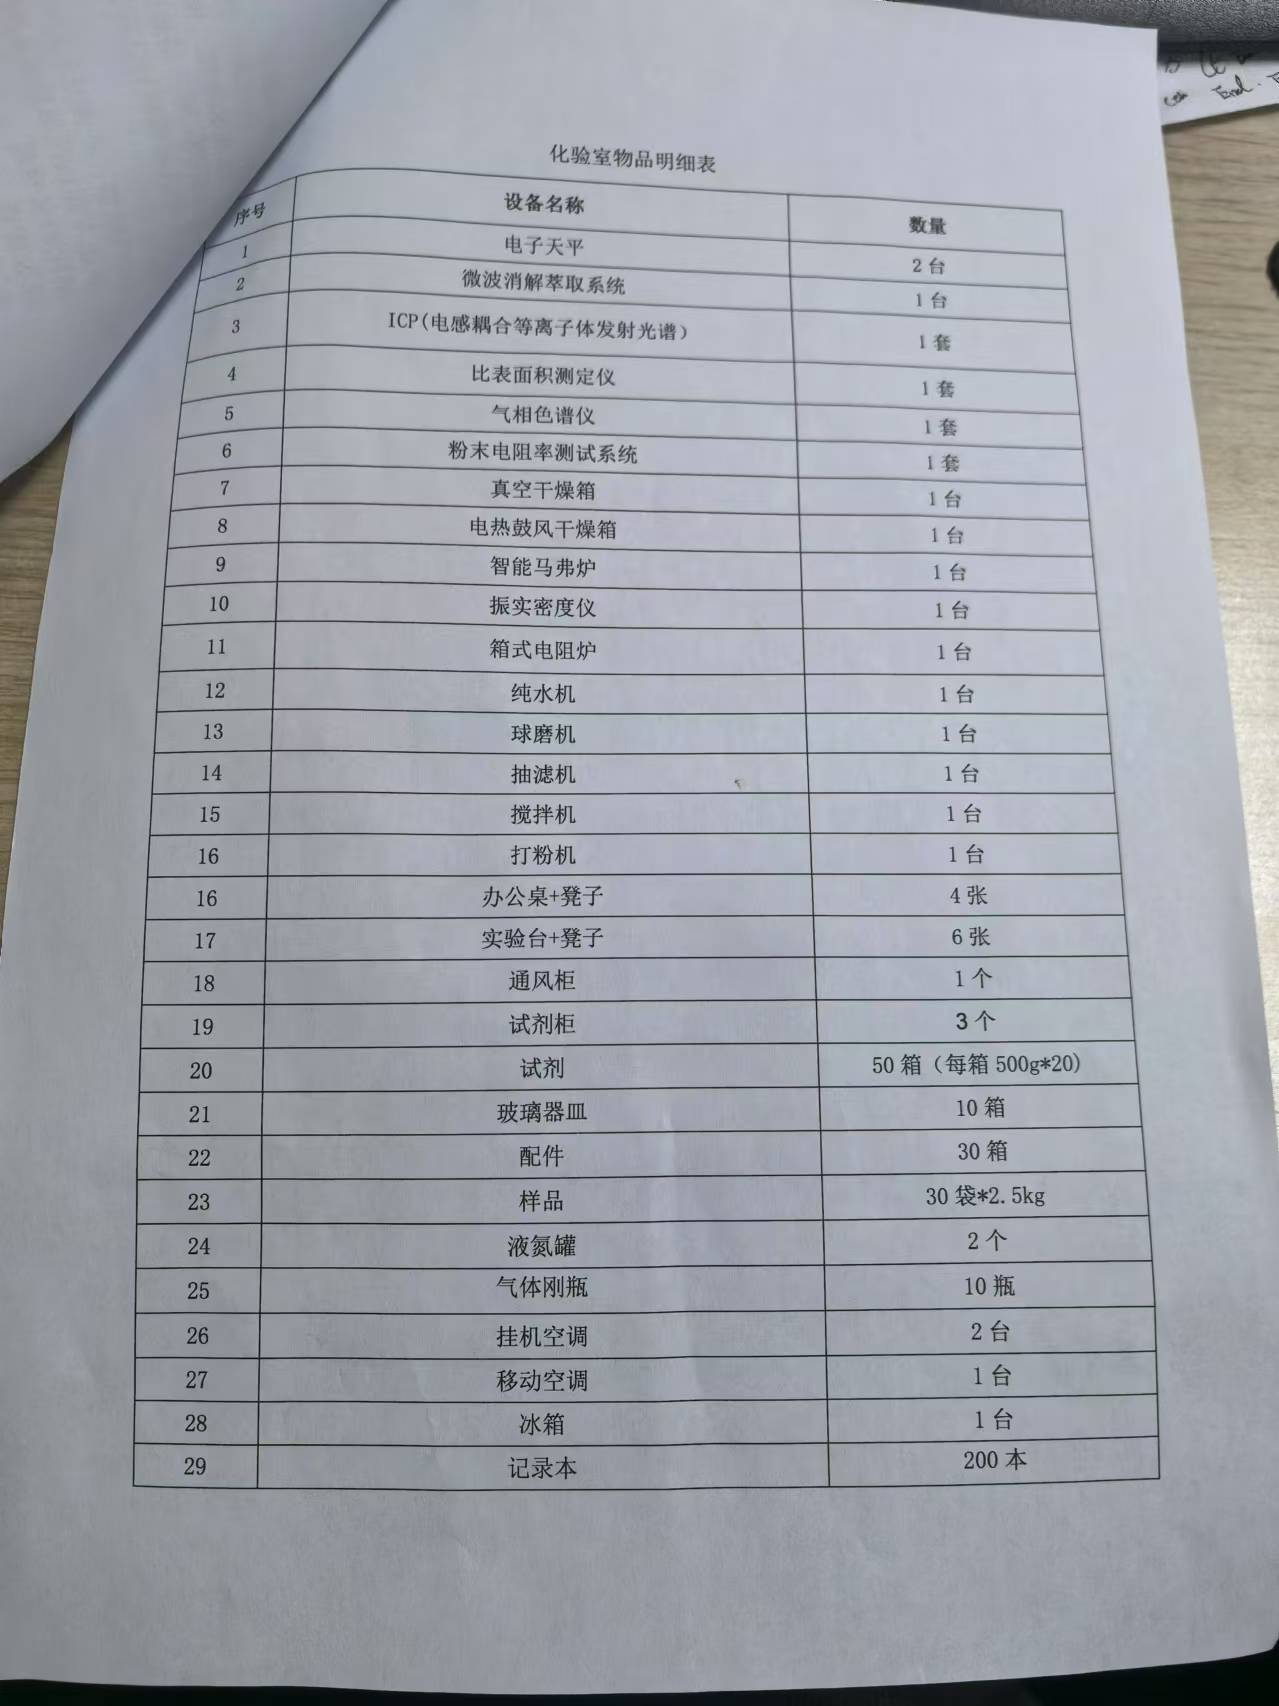 化验室物品明细表
序号 设备名称 数量
1 电子天平 2台
2 微波消解萃取系统 1台
3 ICP(电感耦合等离子体发射光谱) 1套
4 比表面积测定仪 1套
5 气相色谱仪 1套
6 粉末电阻率测试系统 1套
7 真空干燥箱 1台
8 电热鼓风干燥箱 1台
9 智能马弗炉 1台
10 振实密度仪 1台
11 箱式电阻炉 1台
12 纯水机 1台
13 球磨机 1台
14 抽滤机 1台
15 搅拌机 1台
16 打粉机 1台
16 办公桌+凳子 4张
17 实验台+凳子 6张
18 通风柜 1个
19 试剂柜 3个
20 试剂 50箱（每箱500g*20)
21 玻璃器皿 10箱
22 配件 30箱
23 样品 30袋*2.5kg
24 液氮罐 2个
25 气体刚瓶 10瓶
26 挂机空调 2台
27 移动空调 1台
28 冰箱 1台
29 记录本 200本